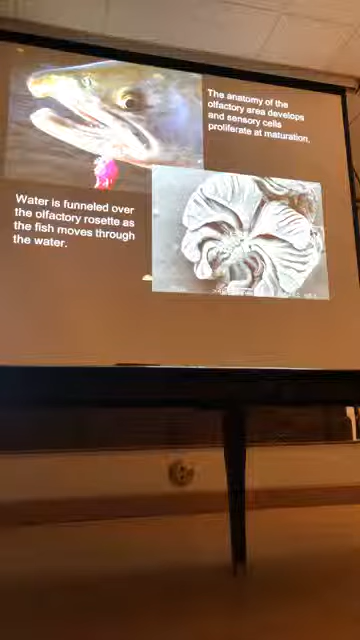 The anatomy of the
olfactory area develops
and sensory cells
proliferate at maturation.
Water is funneled over
the olfactory rosette as
the fish moves through
the water.